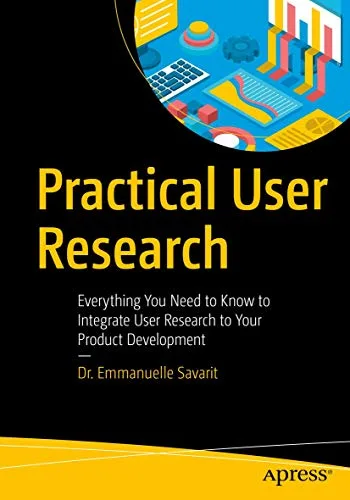 Practical User
Research
Everything You Need to Know to
Integrate User Research to Your
Product Development
—
Dr. Emmanuelle Savarit
Apress®